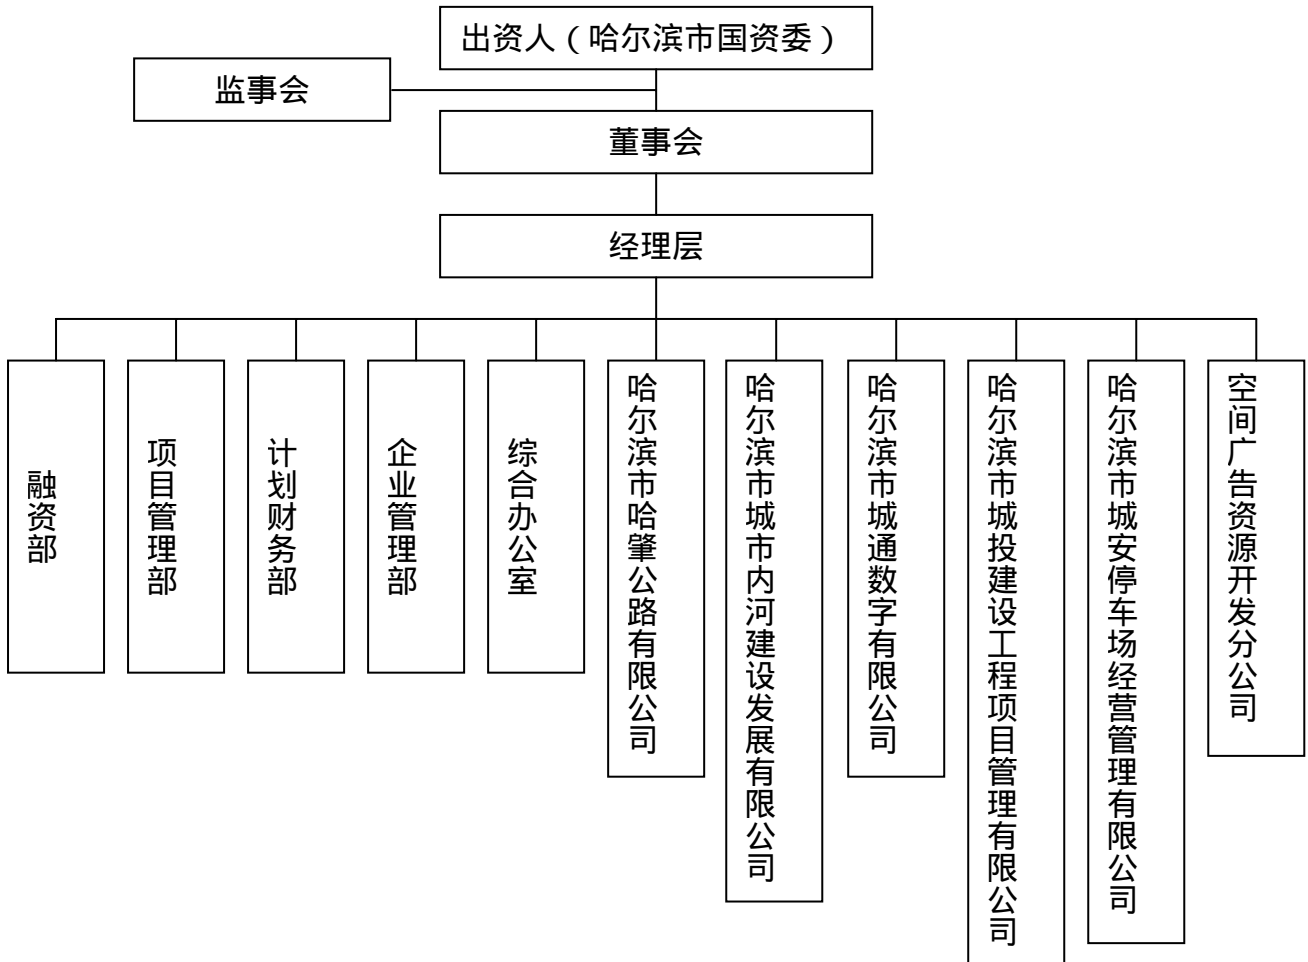 出资人（哈尔滨市国资委）
监事会
董事会
经理层
融资部
项目管理部
计划财务部
企业管理部
综合办公室
哈尔滨市哈肇公路有限公司
哈尔滨市城市内河建设发展有限公司
哈尔滨市城通数字有限公司
哈尔滨市城投建设工程项目管理有限公司
哈尔滨市城安停车场经营管理有限公司
空间广告资源开发分公司